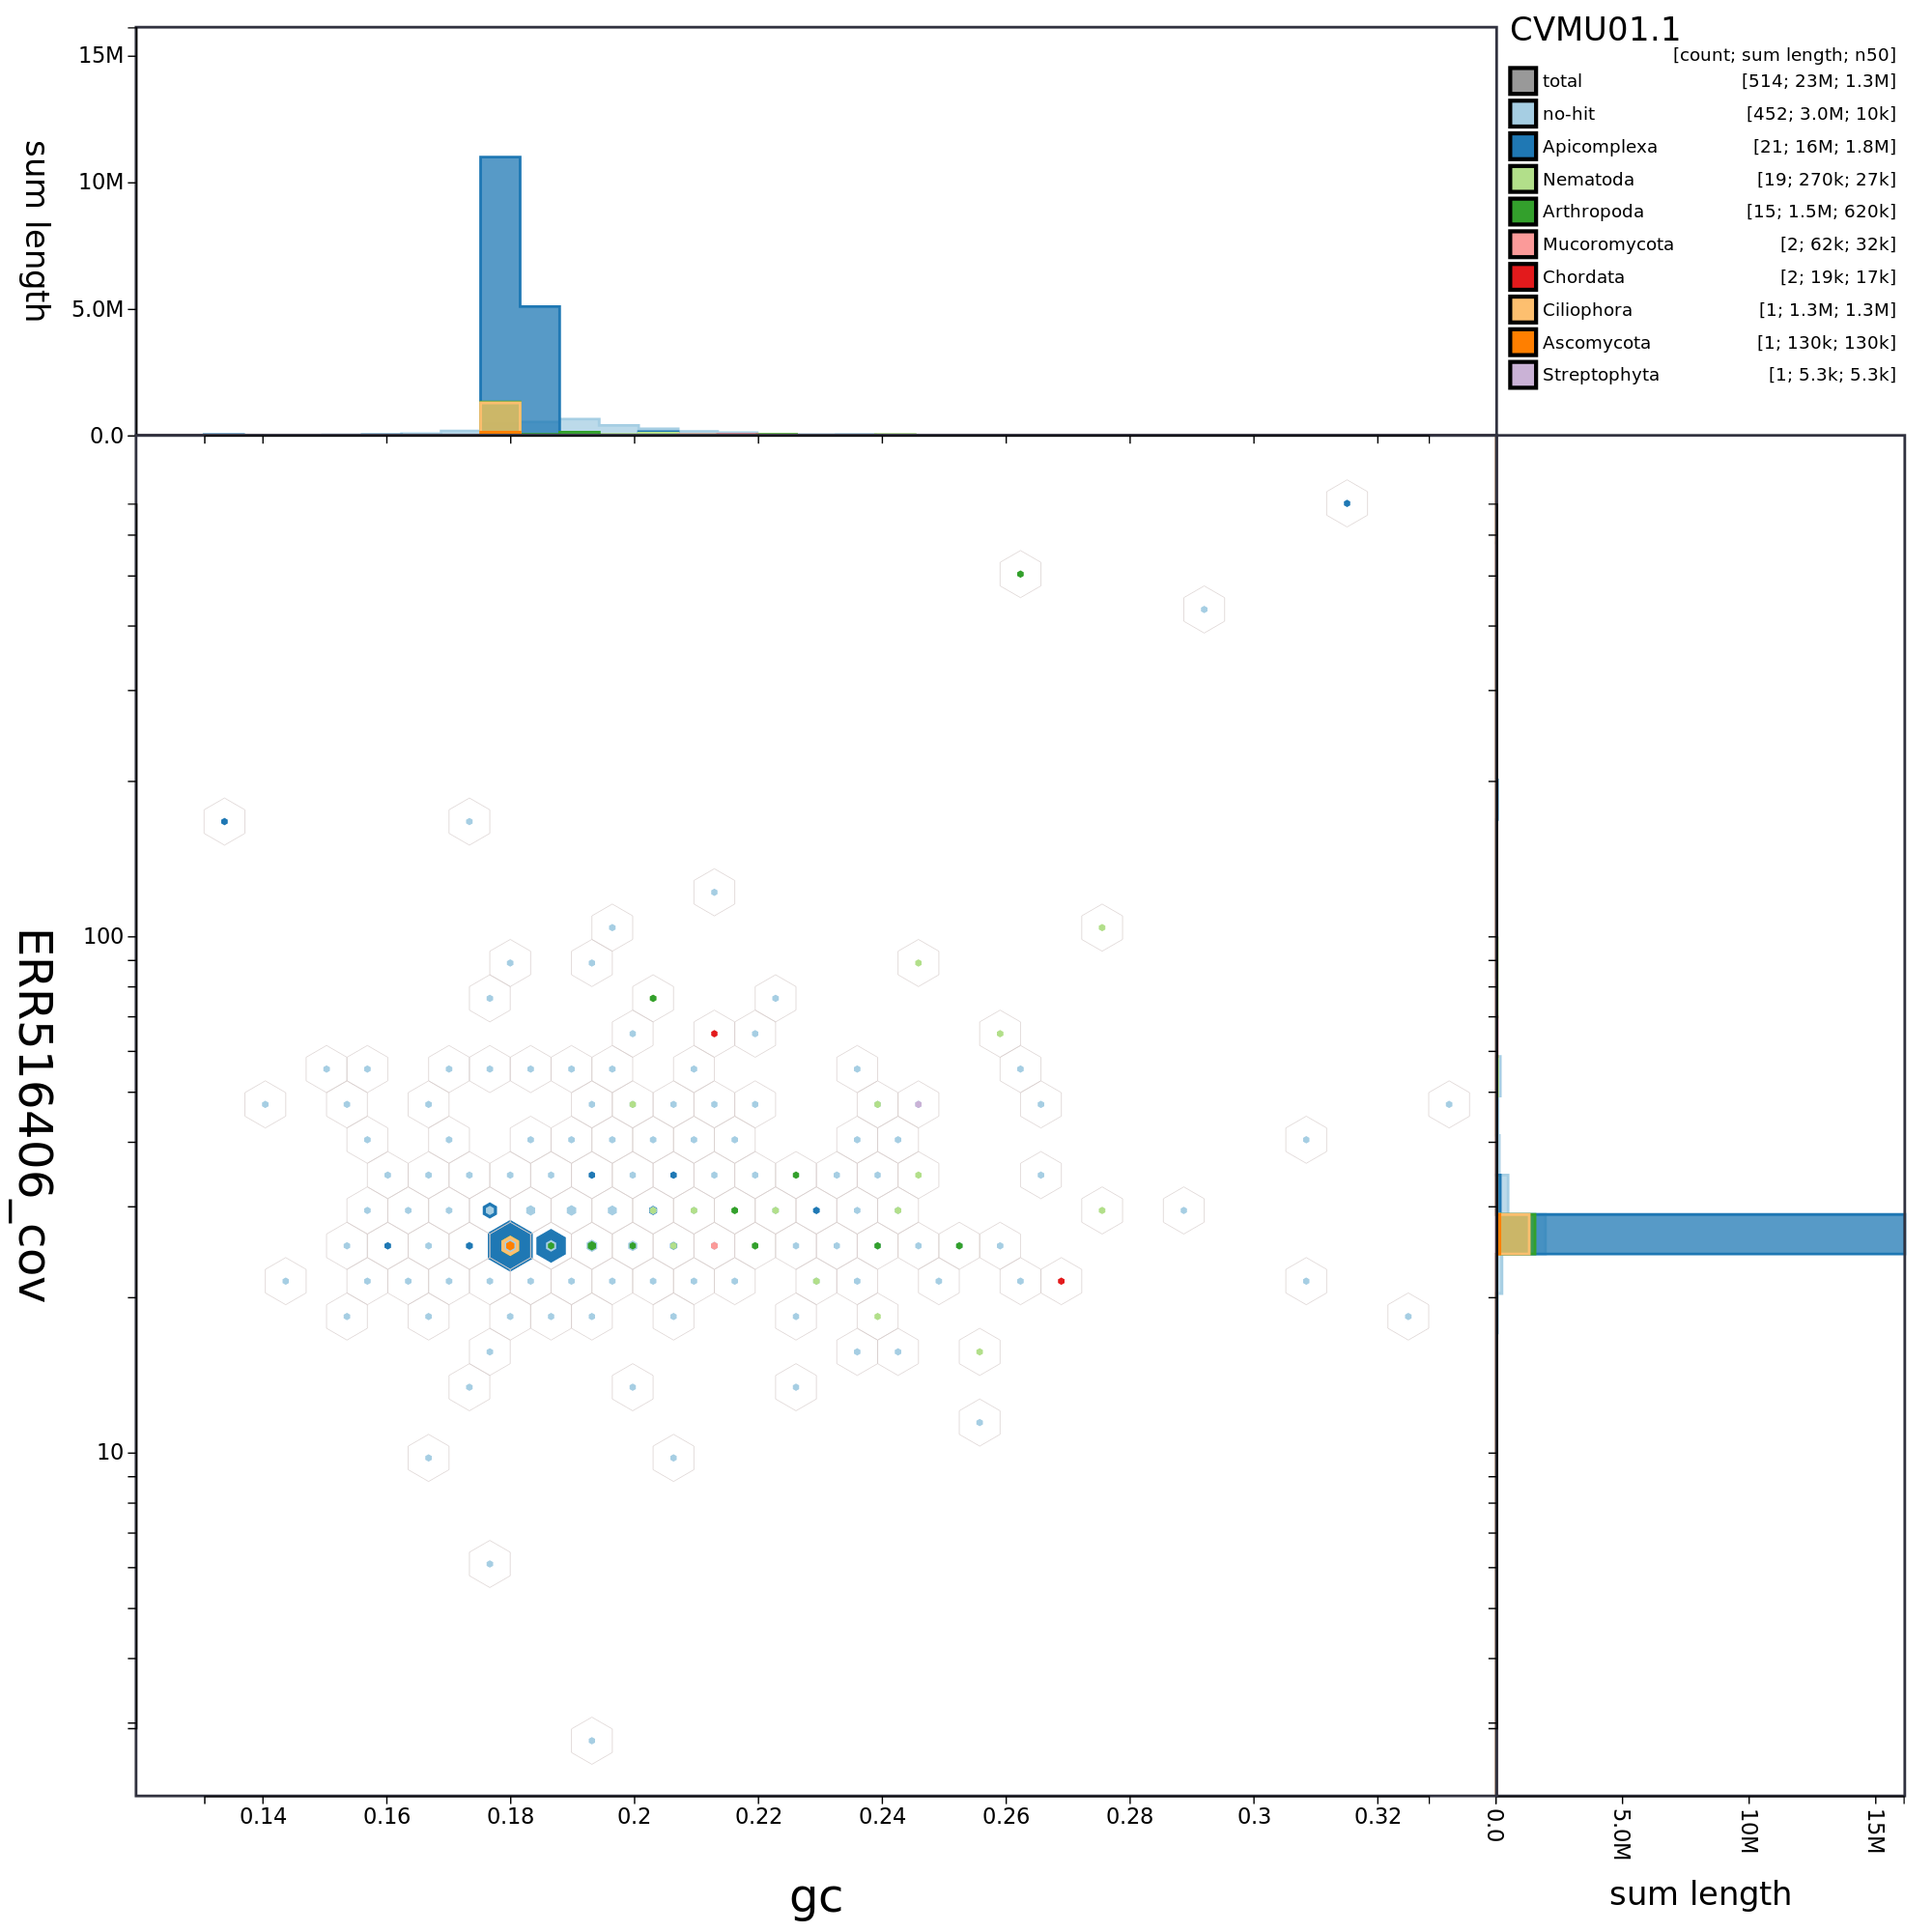 CVMU01.1
[count; sum length; n50]
total [514; 23M; 1.3M]
no-hit [452; 3.0M; 10k]
Apicomplexa [21; 16M; 1.8M]
Nematoda [19; 270k; 27k]
Arthropoda [15; 1.5M; 620k]
Mucoromycota [2; 62k; 32k]
Chordata [2; 19k; 17k]
Ciliophora [1; 1.3M; 1.3M]
Ascomycota [1; 130k; 130k]
Streptophyta [1; 5.3k; 5.3k]
sum length
15M
10M
5.0M
0.0
ERR516406_cov
100
10
0.14 0.16 0.18 0.2 0.22 0.24 0.26 0.28 0.3 0.32
gc
0.0 5.0M 10M 15M
sum length